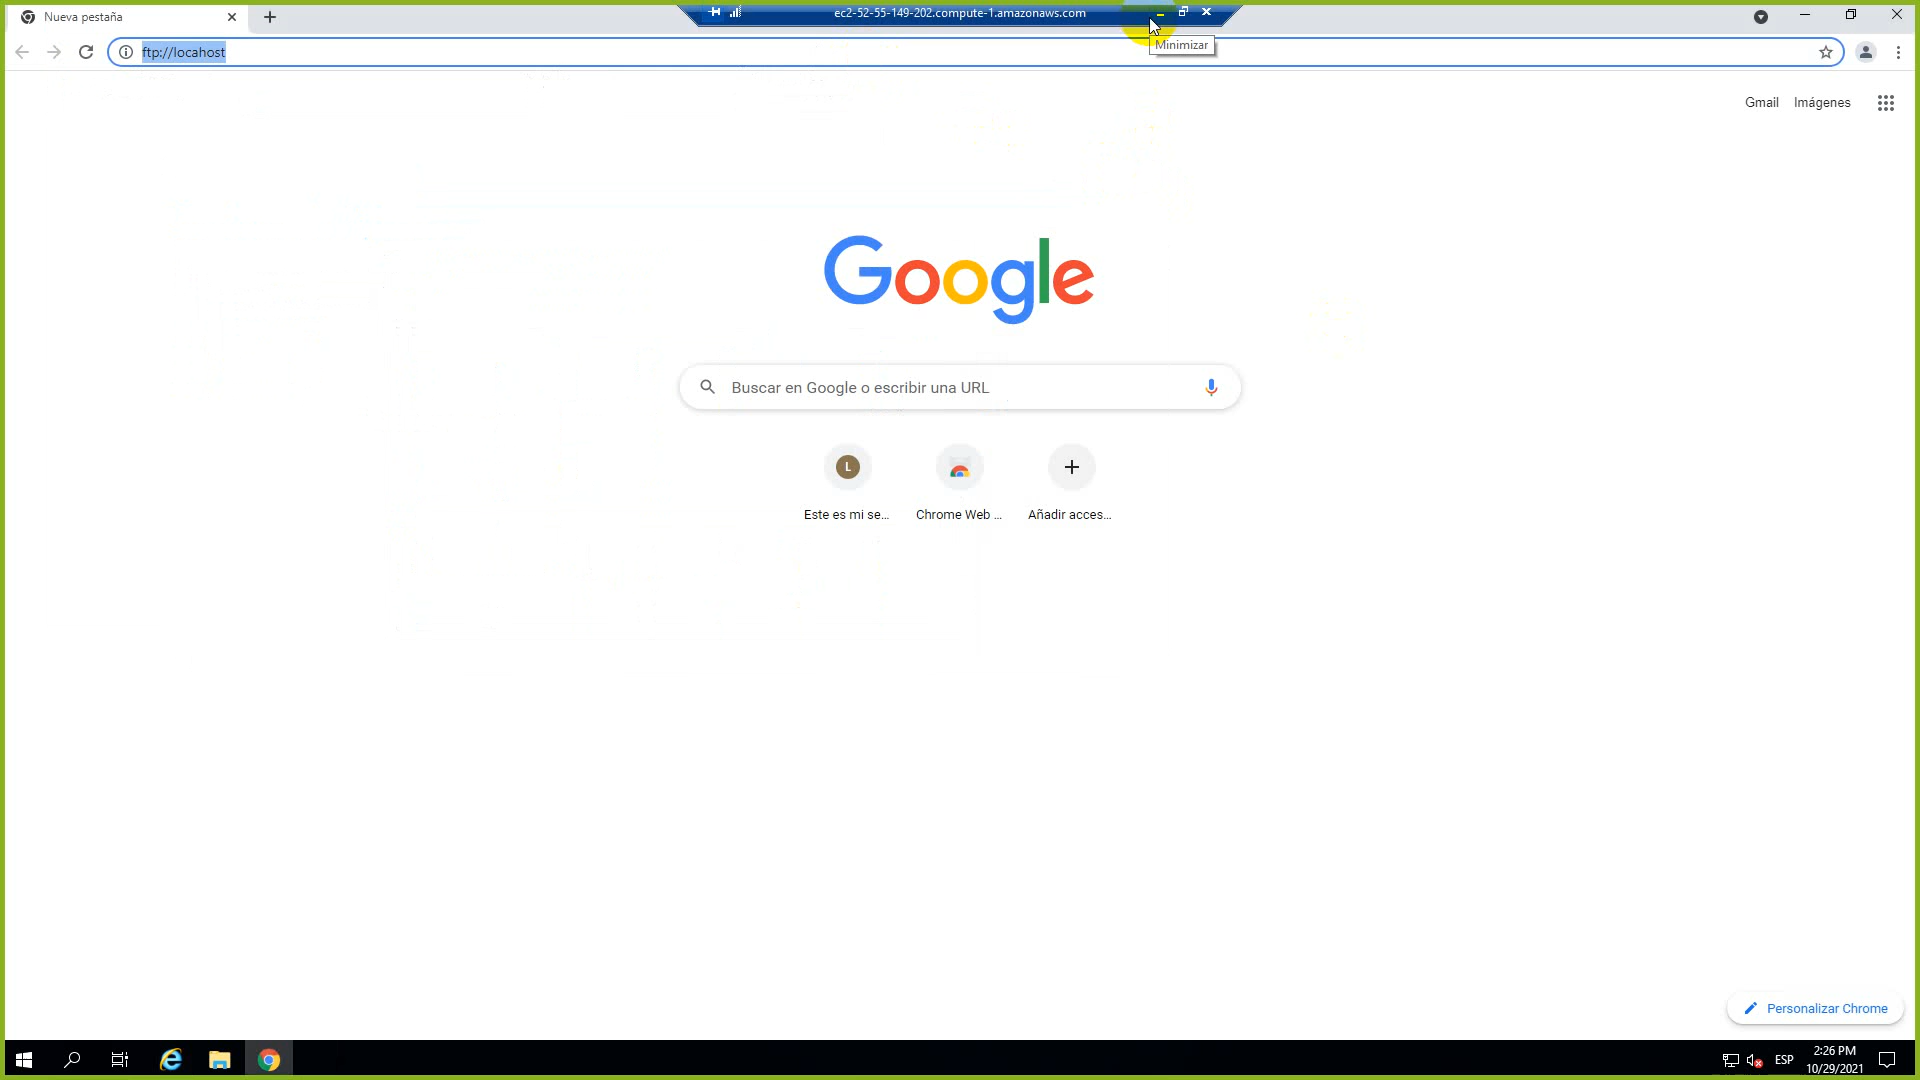 Nueva pestaña
ec2-52-55-149-202.compute-1.amazonaws.com
Minimizar
ftp://locahost
Gmail Imágenes
Google
Buscar en Google o escribir una URL
L
Este es mi se... Chrome Web ... Añadir acces...
Personalizar Chrome
ESP
2:26 PM
10/29/2021